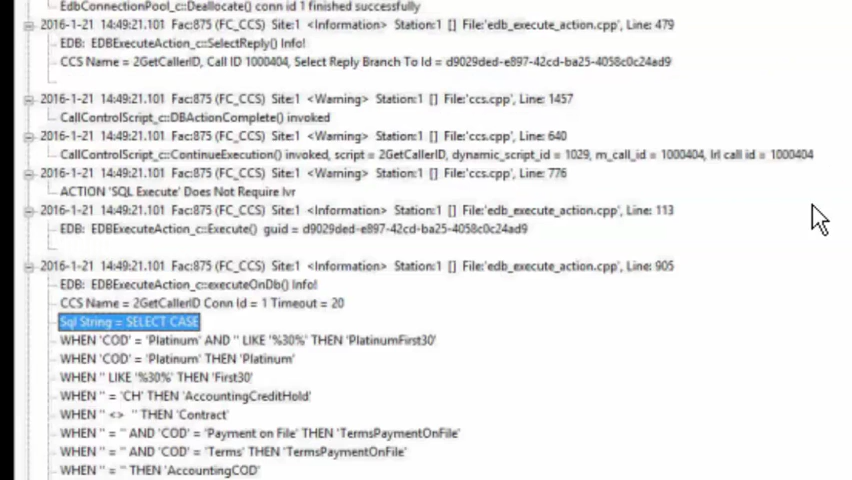 EdbConnectionPool_c::Deallocate() conn id 1 finished successfully
2016-1-21 14:49:21.101 Fac:875 (FC_CCS) Site:1 <Information> Station:1 [] File:'edb_execute_action.cpp', Line: 479
EDB: EDBExecuteAction_c::SelectReply() Info!
CCS Name = 2GetCallerID, Call ID 1000404, Select Reply Branch To Id = d9029ded-e897-42cd-ba25-4058c0c24ad9
2016-1-21 14:49:21.101 Fac:875 (FC_CCS) Site:1 <Warning> Station:1 [] File:'ccs.cpp', Line: 1457
CallControlScript_c::DBActionComplete() invoked
2016-1-21 14:49:21.101 Fac:875 (FC_CCS) Site:1 <Warning> Station:1 [] File:'ccs.cpp', Line: 640
CallControlScript_c::ContinueExecution() invoked, script = 2GetCallerID, dynamic_script_id = 1029, m_call_id = 1000404, lrl call id = 1000404
2016-1-21 14:49:21.101 Fac:875 (FC_CCS) Site:1 <Warning> Station:1 [] File:'ccs.cpp', Line: 776
ACTION 'SQL Execute' Does Not Require Ivr
2016-1-21 14:49:21.101 Fac:875 (FC_CCS) Site:1 <Information> Station:1 [] File:'edb_execute_action.cpp', Line: 113
EDB: EDBExecuteAction_c::Execute() guid = d9029ded-e897-42cd-ba25-4058c0c24ad9
2016-1-21 14:49:21.101 Fac:875 (FC_CCS) Site:1 <Information> Station:1 [] File:'edb_execute_action.cpp', Line: 905
EDB: EDBExecuteAction_c::executeOnDb() Info!
CCS Name = 2GetCallerID Conn Id = 1 Timeout = 20
Sql String = SELECT CASE
WHEN 'COD' = 'Platinum' AND '' LIKE '%30%' THEN 'PlatinumFirst30'
WHEN 'COD' = 'Platinum' THEN 'Platinum'
WHEN '' LIKE '%30%' THEN 'First30'
WHEN '' = 'CH' THEN 'AccountingCreditHold'
WHEN '' <> '' THEN 'Contract'
WHEN '' = '' AND 'COD' = 'Payment on File' THEN 'TermsPaymentOnFile'
WHEN '' = '' AND 'COD' = 'Terms' THEN 'TermsPaymentOnFile'
WHEN '' = '' THEN 'AccountingCOD'